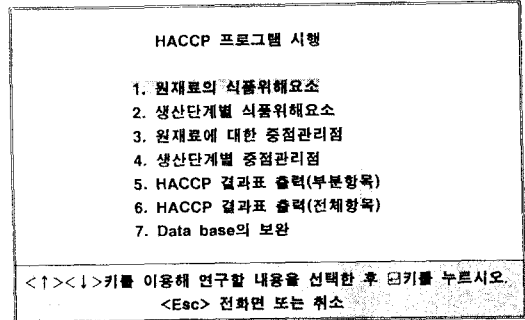 HACCP 프로그램 시행
1. 원재료의 식품위해요소
2. 생산단계별 식품위해요소
3. 원재료에 대한 중점관리점
4. 생산단계별 중점관리점
5. HACCP 결과표 출력(부분항목)
6. HACCP 결과표 출력(전체항목)
7. Data base의 보완
<↑><↓>키를 이용해 연구할 내용을 선택한 후 ⏎키를 누르시오.
<Esc> 전화면 또는 취소